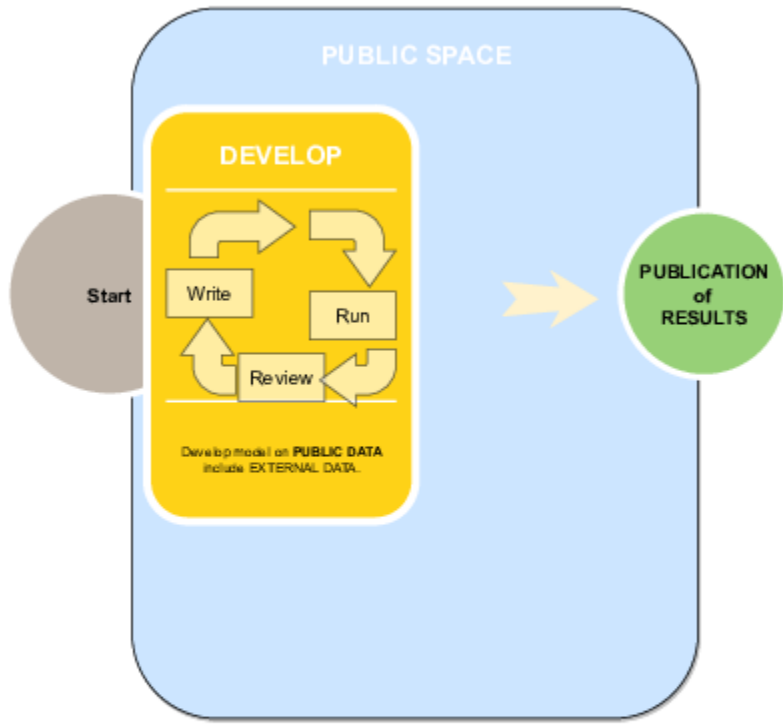 PUBLIC SPACE
DEVELOP
Start
Write
Run
Review
Develop model on PUBLIC DATA
include EXTERNAL DATA.
PUBLICATION
of
RESULTS